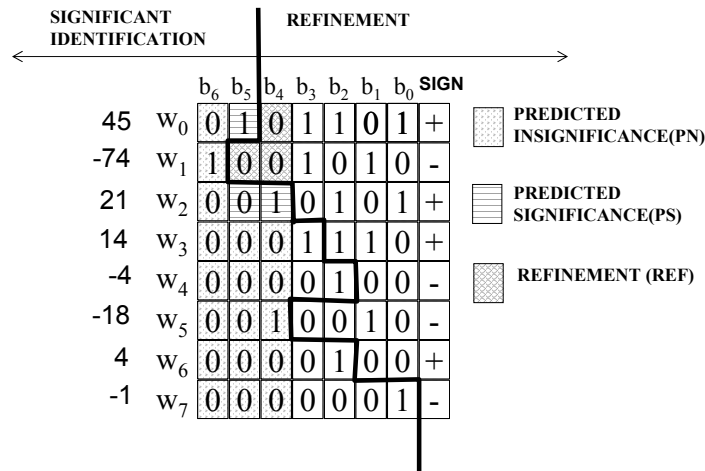 SIGNIFICANT
IDENTIFICATION
REFINEMENT
b6 b5 b4 b3 b2 b1 b0 SIGN
45 w0 0 1 0 1 1 0 1 +
-74 w1 1 0 0 1 0 1 0 -
21 w2 0 0 1 0 1 0 1 +
14 w3 0 0 0 1 1 1 0 +
-4 w4 0 0 0 0 1 0 0 -
-18 w5 0 0 1 0 0 1 0 -
4 w6 0 0 0 0 1 0 0 +
-1 w7 0 0 0 0 0 0 1 -
PREDICTED
INSIGNIFICANCE(PN)
PREDICTED
SIGNIFICANCE(PS)
REFINEMENT (REF)